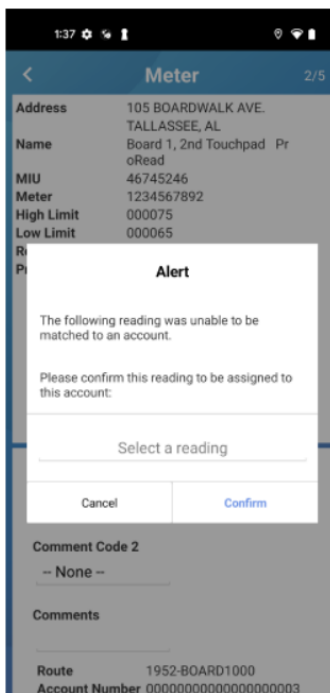 1:37
Meter 2/5
Address 105 BOARDWALK AVE.
TALLASSEE, AL
Name Board 1, 2nd Touchpad Pr
oRead
MIU 46745246
Meter 1234567892
High Limit 000075
Low Limit 000065
Alert
The following reading was unable to be
matched to an account.
Please confirm this reading to be assigned to
this account:
Select a reading
Cancel Confirm
Comment Code 2
-- None --
Comments
Route 1952-BOARD1000
Account Number 00000000000000000003